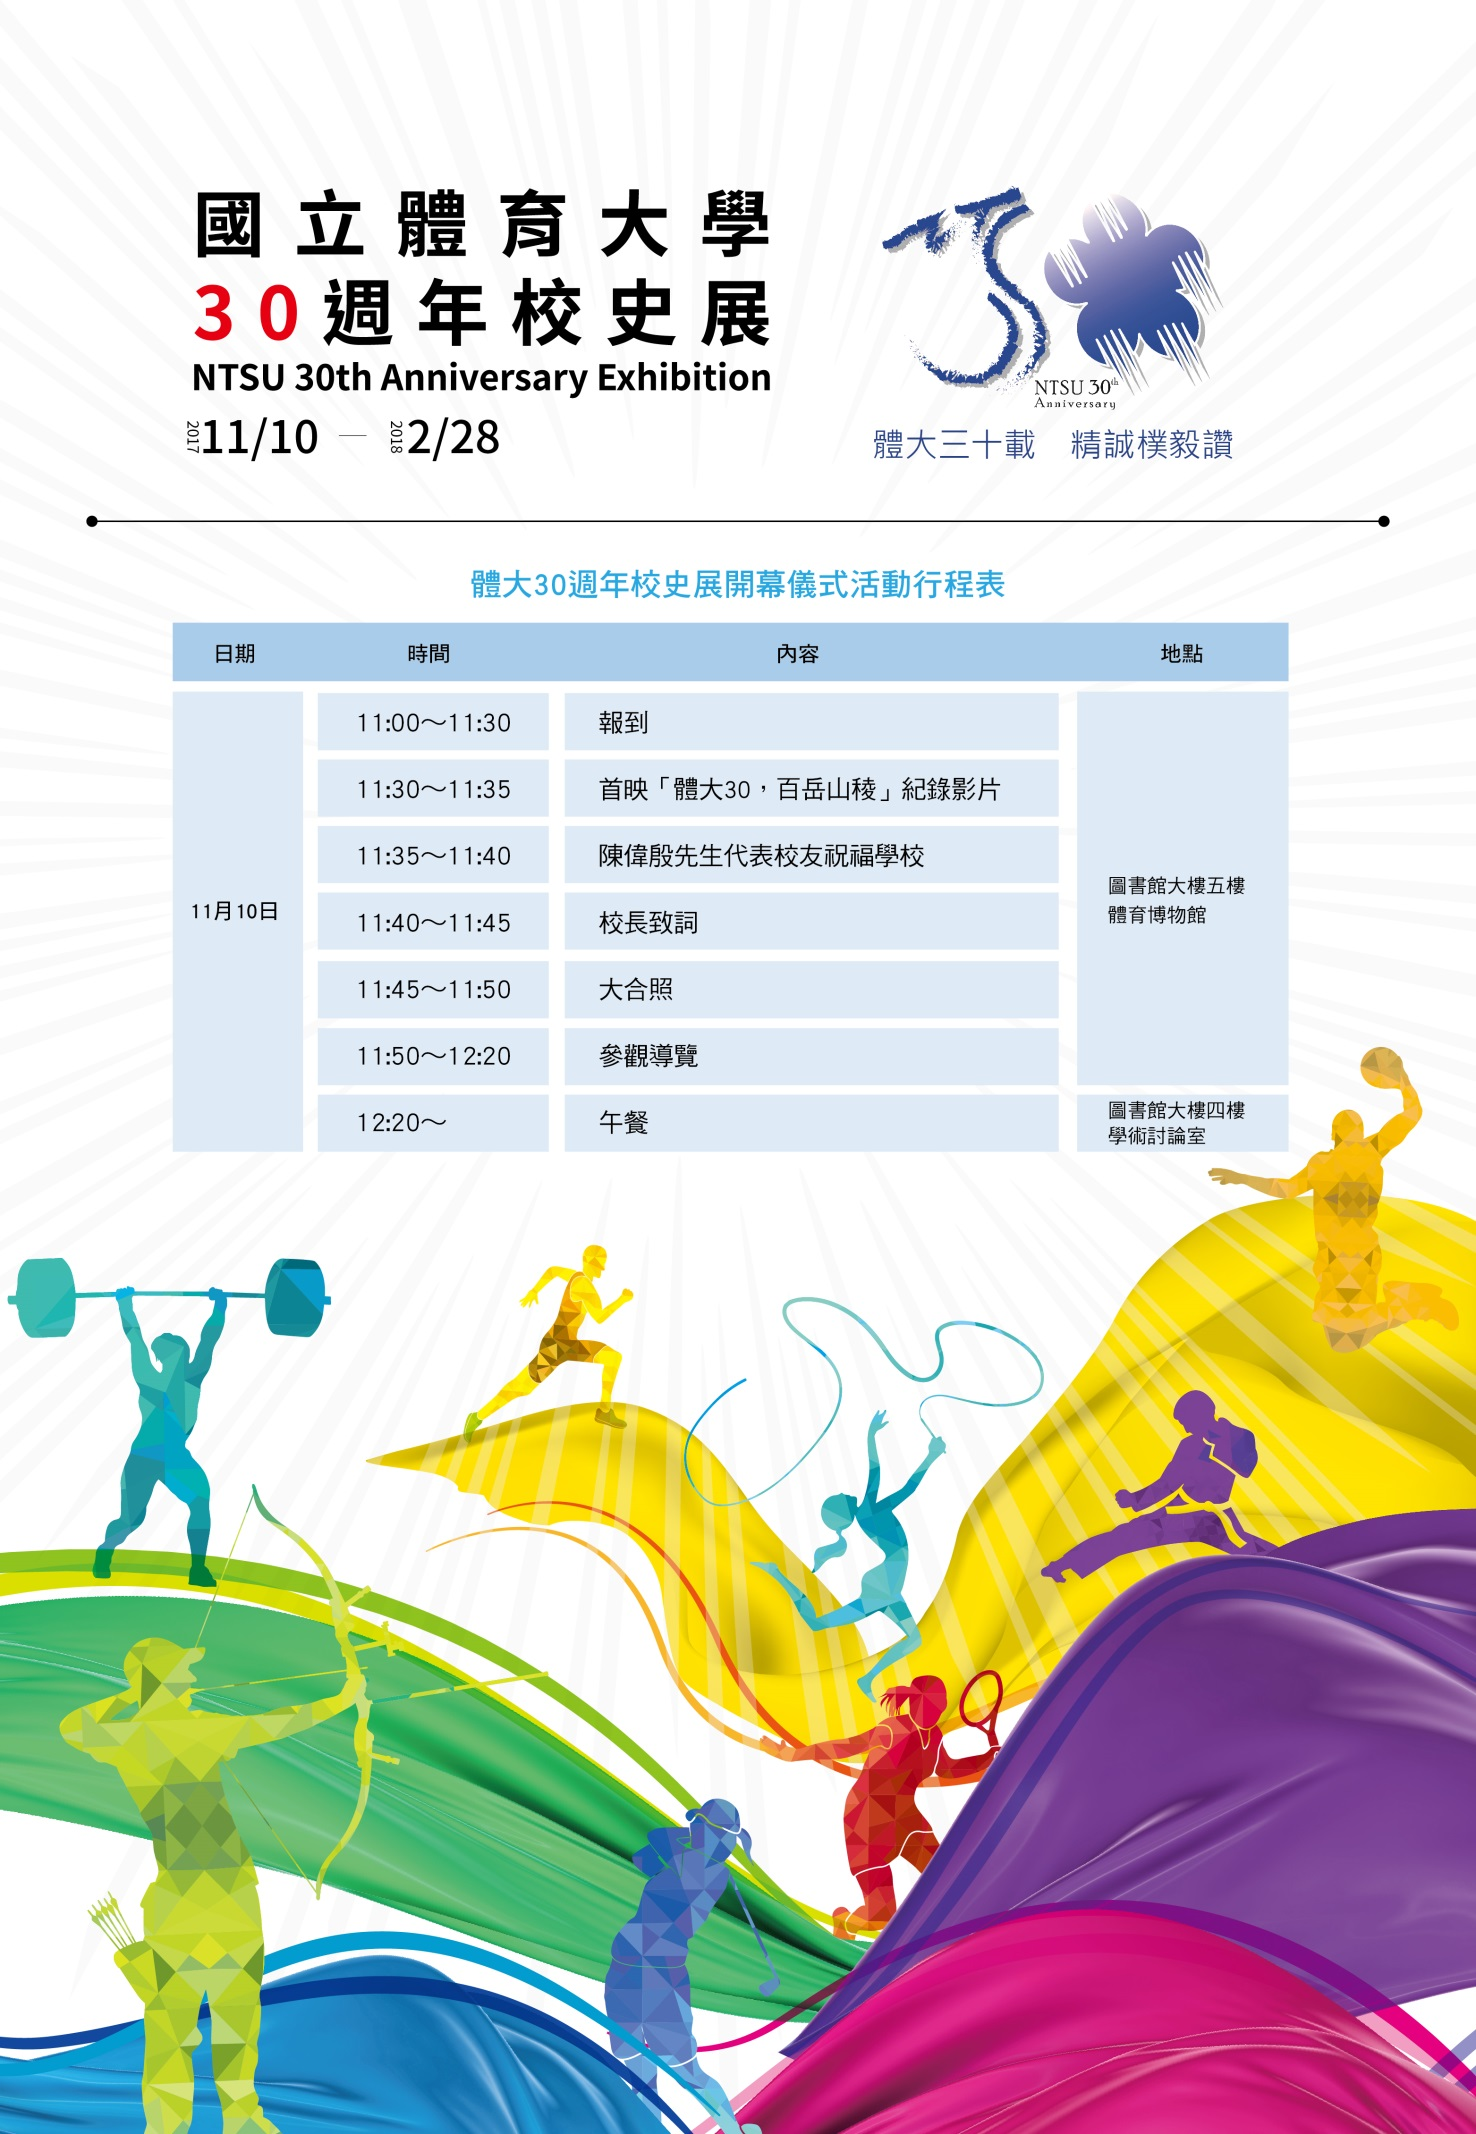 國立體育大學
30週年校史展
NTSU 30th Anniversary Exhibition
2017 11/10 — 2018 2/28
NTSU 30th
Anniversary
體大三十載 精誠樸毅讚
體大30週年校史展開幕儀式活動行程表
日期 時間 內容 地點
11月10日
11:00～11:30 報到
11:30～11:35 首映「體大30，百岳山稜」紀錄影片
11:35～11:40 陳偉殷先生代表校友祝福學校
11:40～11:45 校長致詞
11:45～11:50 大合照
11:50～12:20 參觀導覽
圖書館大樓五樓
體育博物館
12:20～ 午餐
圖書館大樓四樓
學術討論室